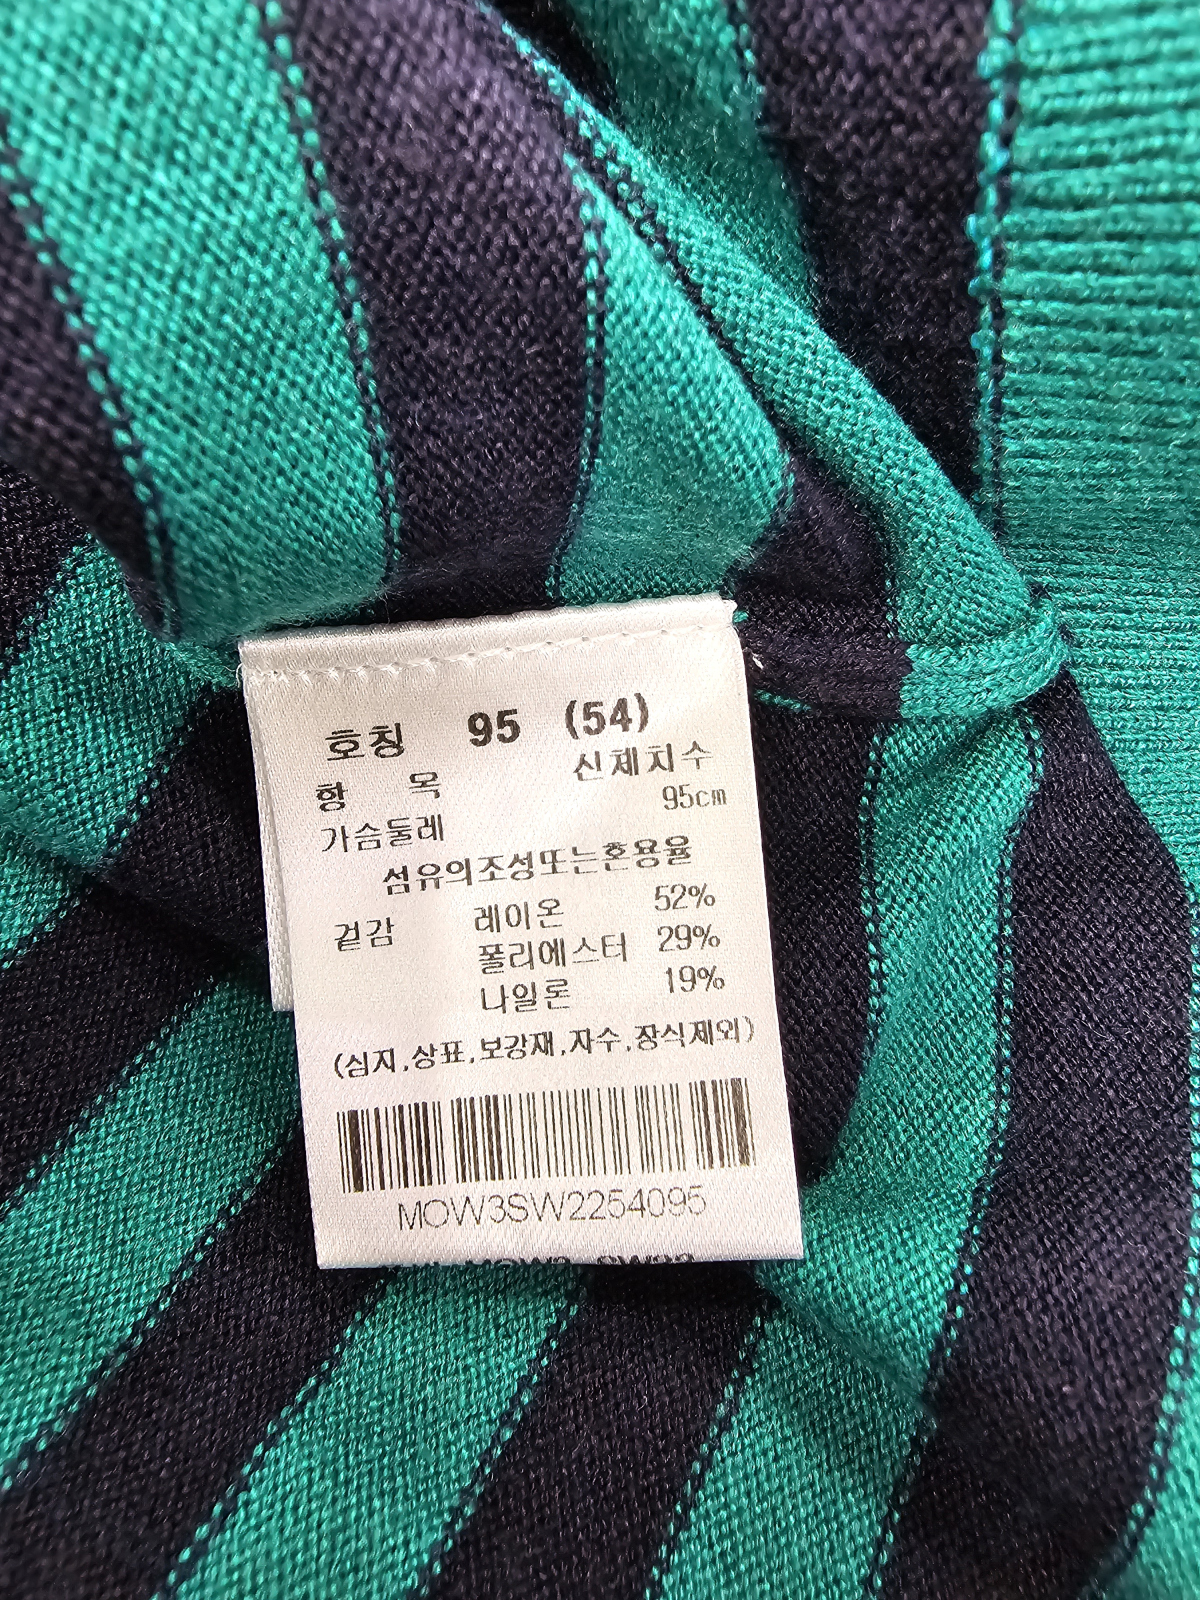 호칭 95 (54)
항 목 신체치수
가슴둘레 95cm
섬유의조성또는혼용율
겉감 레이온 52%
폴리에스터 29%
나일론 19%
(심지,상표,보강재,자수,장식제외)
MOW3SW2254095